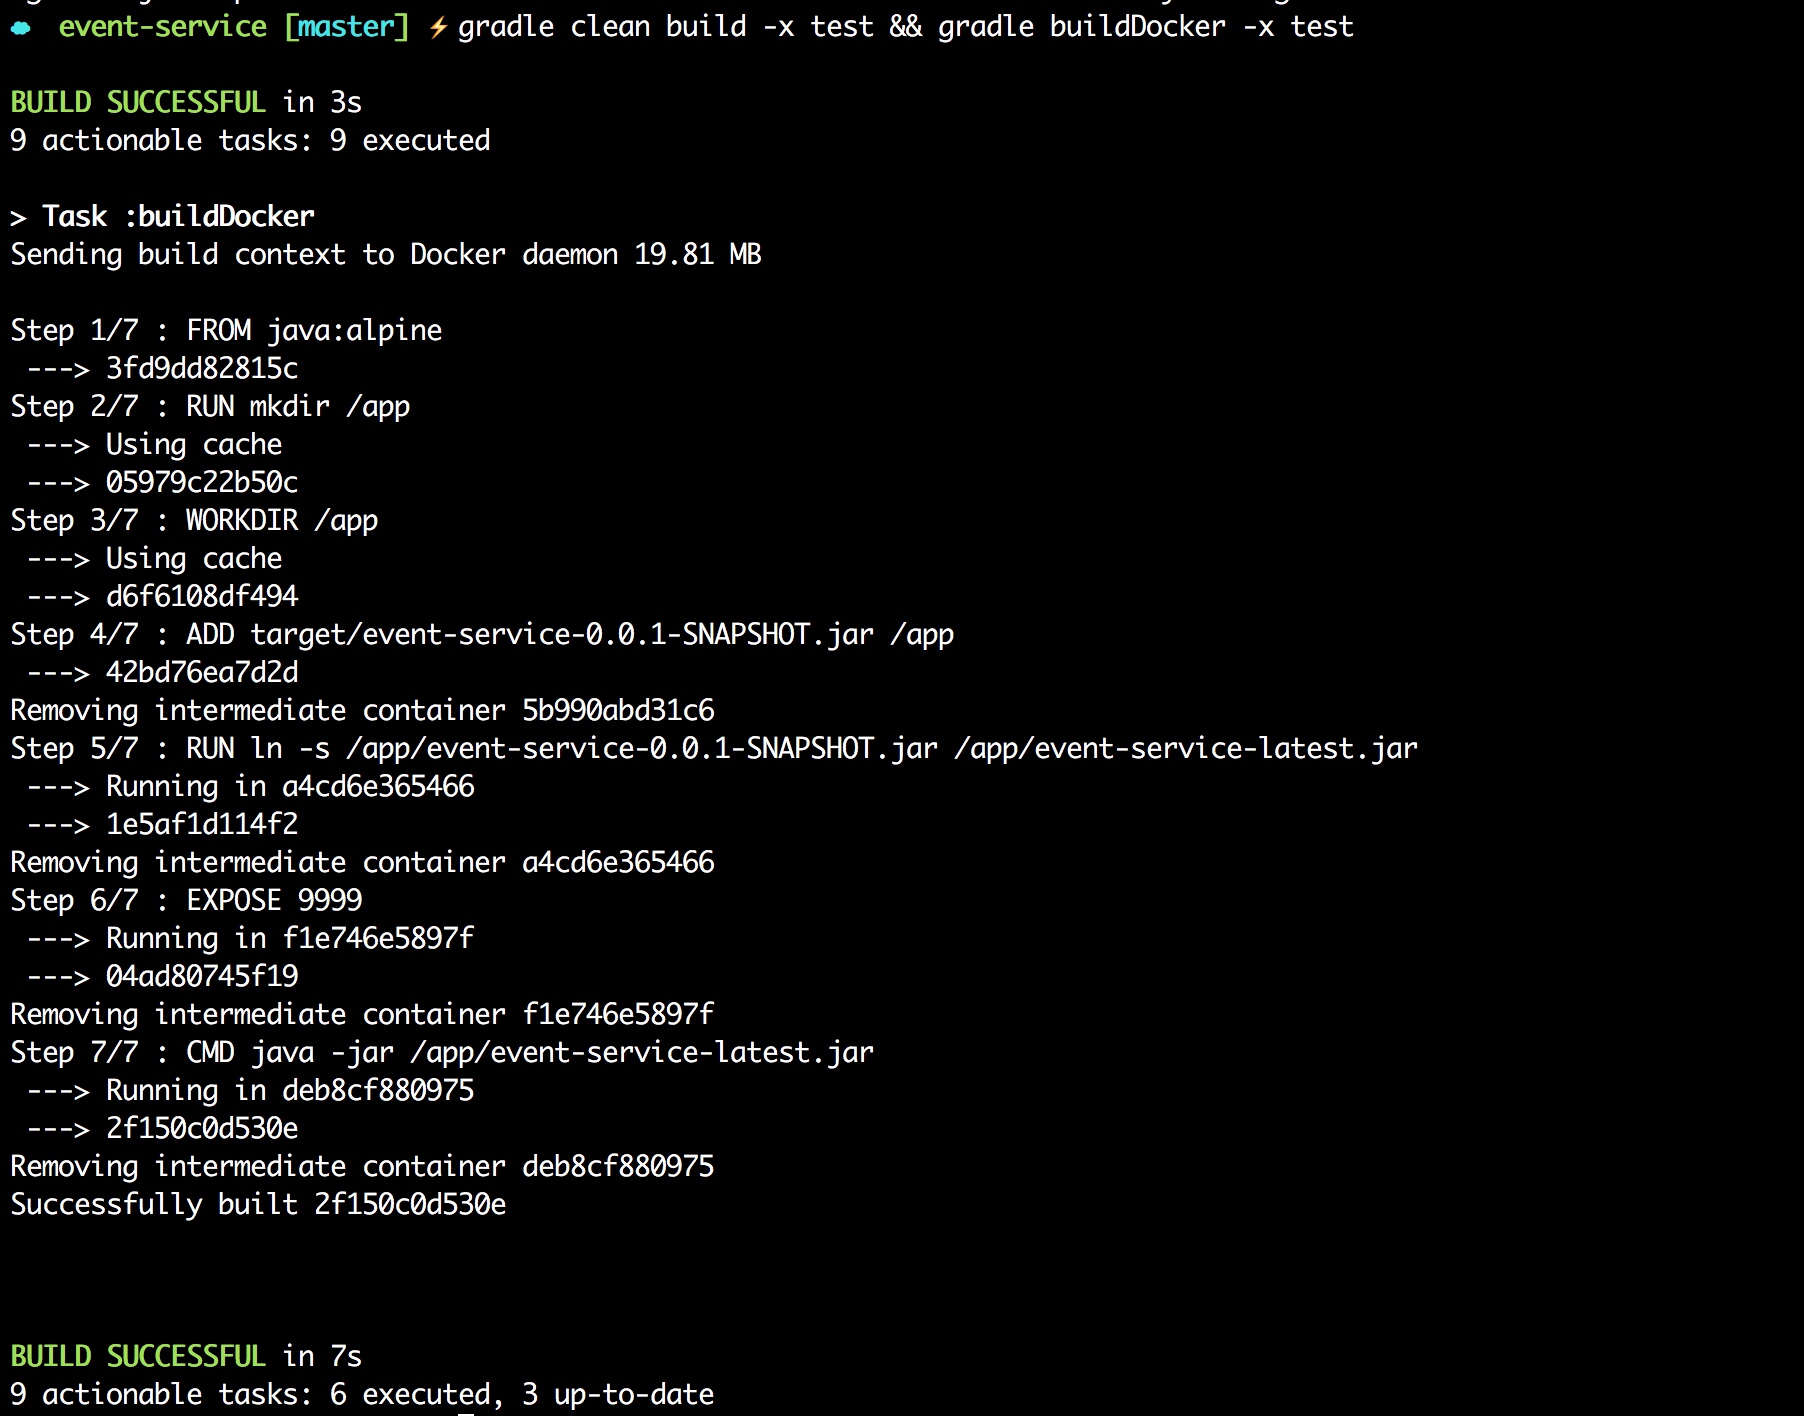 event-service [master] ⚡gradle clean build -x test && gradle buildDocker -x test
BUILD SUCCESSFUL in 3s
9 actionable tasks: 9 executed
> Task :buildDocker
Sending build context to Docker daemon 19.81 MB
Step 1/7 : FROM java:alpine
---> 3fd9dd82815c
Step 2/7 : RUN mkdir /app
---> Using cache
---> 05979c22b50c
Step 3/7 : WORKDIR /app
---> Using cache
---> d6f6108df494
Step 4/7 : ADD target/event-service-0.0.1-SNAPSHOT.jar /app
---> 42bd76ea7d2d
Removing intermediate container 5b990abd31c6
Step 5/7 : RUN ln -s /app/event-service-0.0.1-SNAPSHOT.jar /app/event-service-latest.jar
---> Running in a4cd6e365466
---> 1e5af1d114f2
Removing intermediate container a4cd6e365466
Step 6/7 : EXPOSE 9999
---> Running in f1e746e5897f
---> 04ad80745f19
Removing intermediate container f1e746e5897f
Step 7/7 : CMD java -jar /app/event-service-latest.jar
---> Running in deb8cf880975
---> 2f150c0d530e
Removing intermediate container deb8cf880975
Successfully built 2f150c0d530e
BUILD SUCCESSFUL in 7s
9 actionable tasks: 6 executed, 3 up-to-date